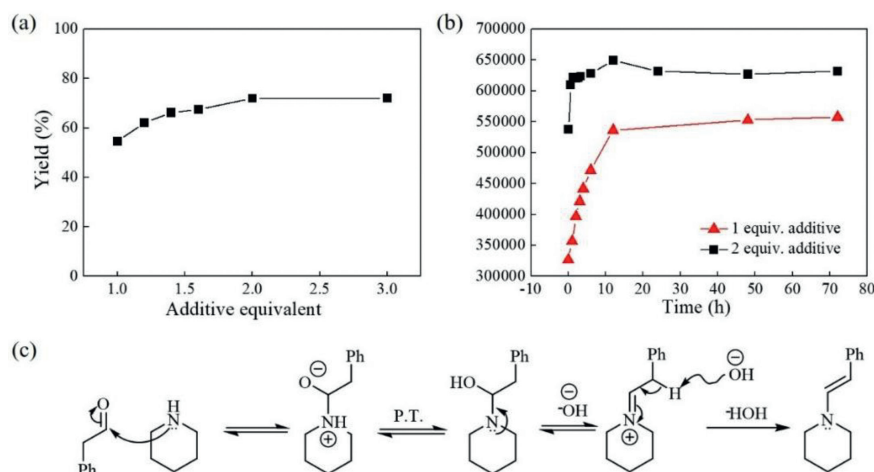 (a)
100
80
60
40
20
0
Yield (%)
1.0 1.5 2.0 2.5 3.0
Additive equivalent
(b)
650000
600000
550000
500000
450000
400000
350000
300000
1 equiv. additive
2 equiv. additive
-10 0 10 20 30 40 50 60 70 80
Time (h)
(c)
O
Ph
H
N
Ph
O
NH
P.T.
Ph
HO
N
-OH
Ph
H
OH
N
-HOH
Ph
N